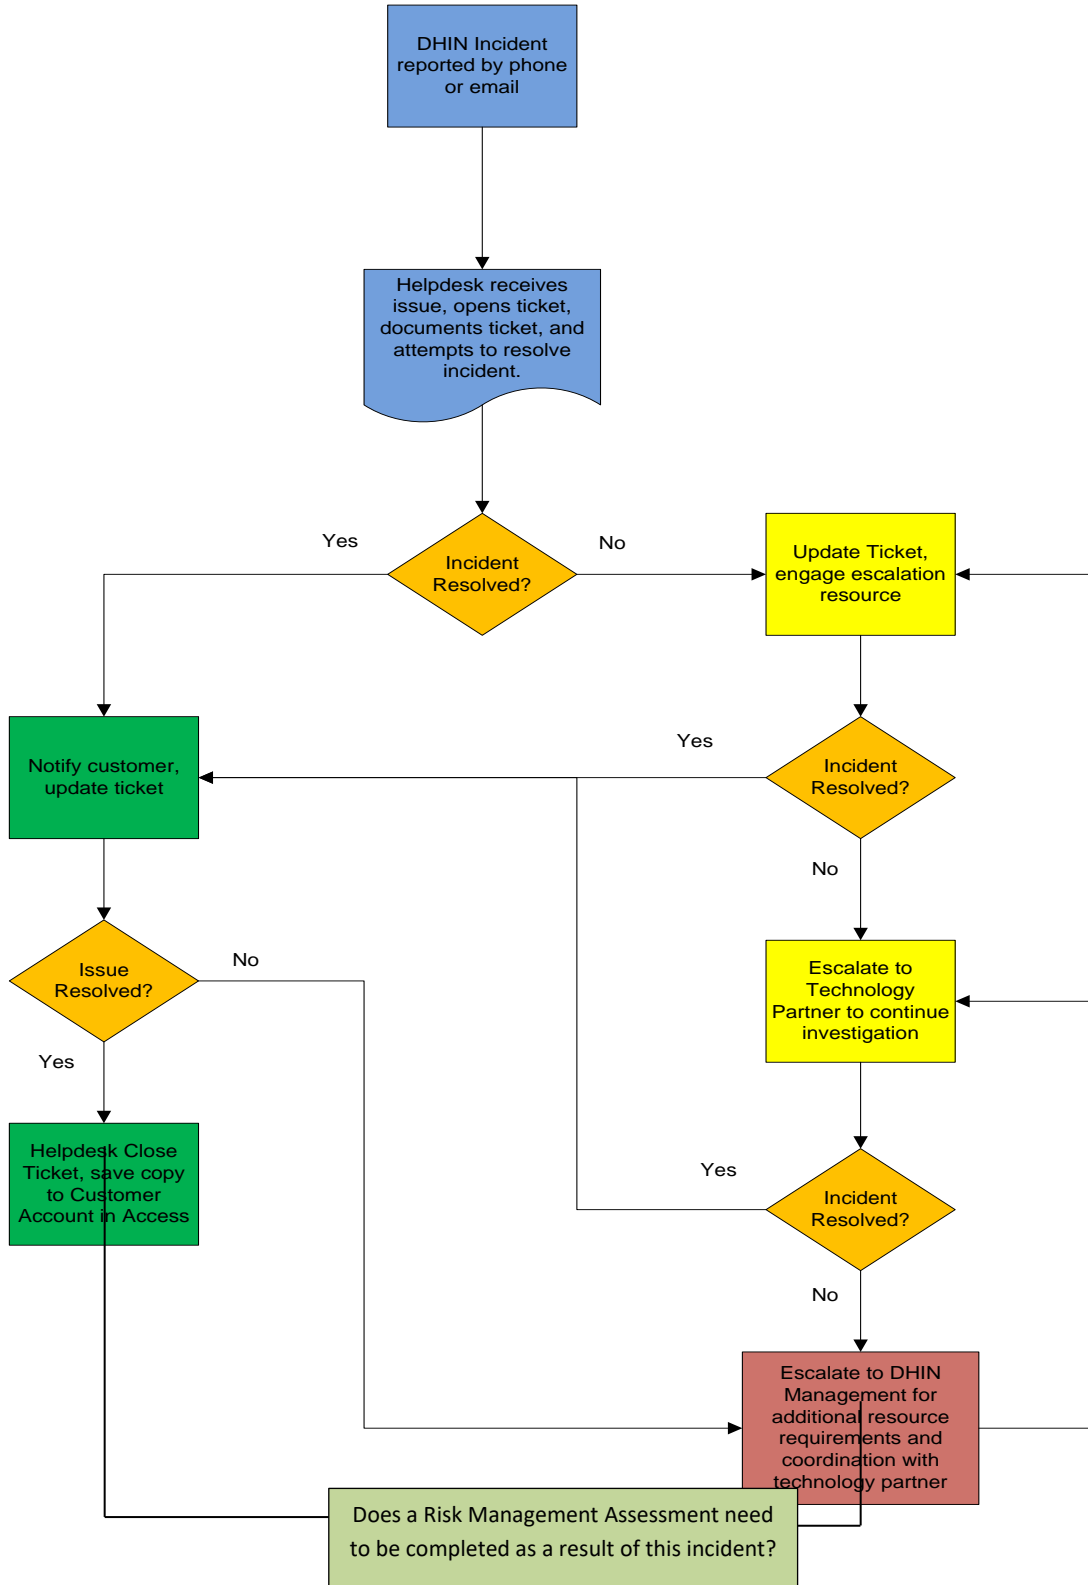 DHIN Incident
reported by phone
or email
Helpdesk receives
issue, opens ticket,
documents ticket, and
attempts to resolve
incident.
Yes
Incident
Resolved?
No
Update Ticket,
engage escalation
resource
Notify customer,
update ticket
Yes
Incident
Resolved?
No
Issue
Resolved?
No
Yes
Escalate to
Technology
Partner to continue
investigation
Helpdesk Close
Ticket, save copy
to Customer
Account in Access
Yes
Incident
Resolved?
No
Escalate to DHIN
Management for
additional resource
requirements and
coordination with
technology partner
Does a Risk Management Assessment need
to be completed as a result of this incident?